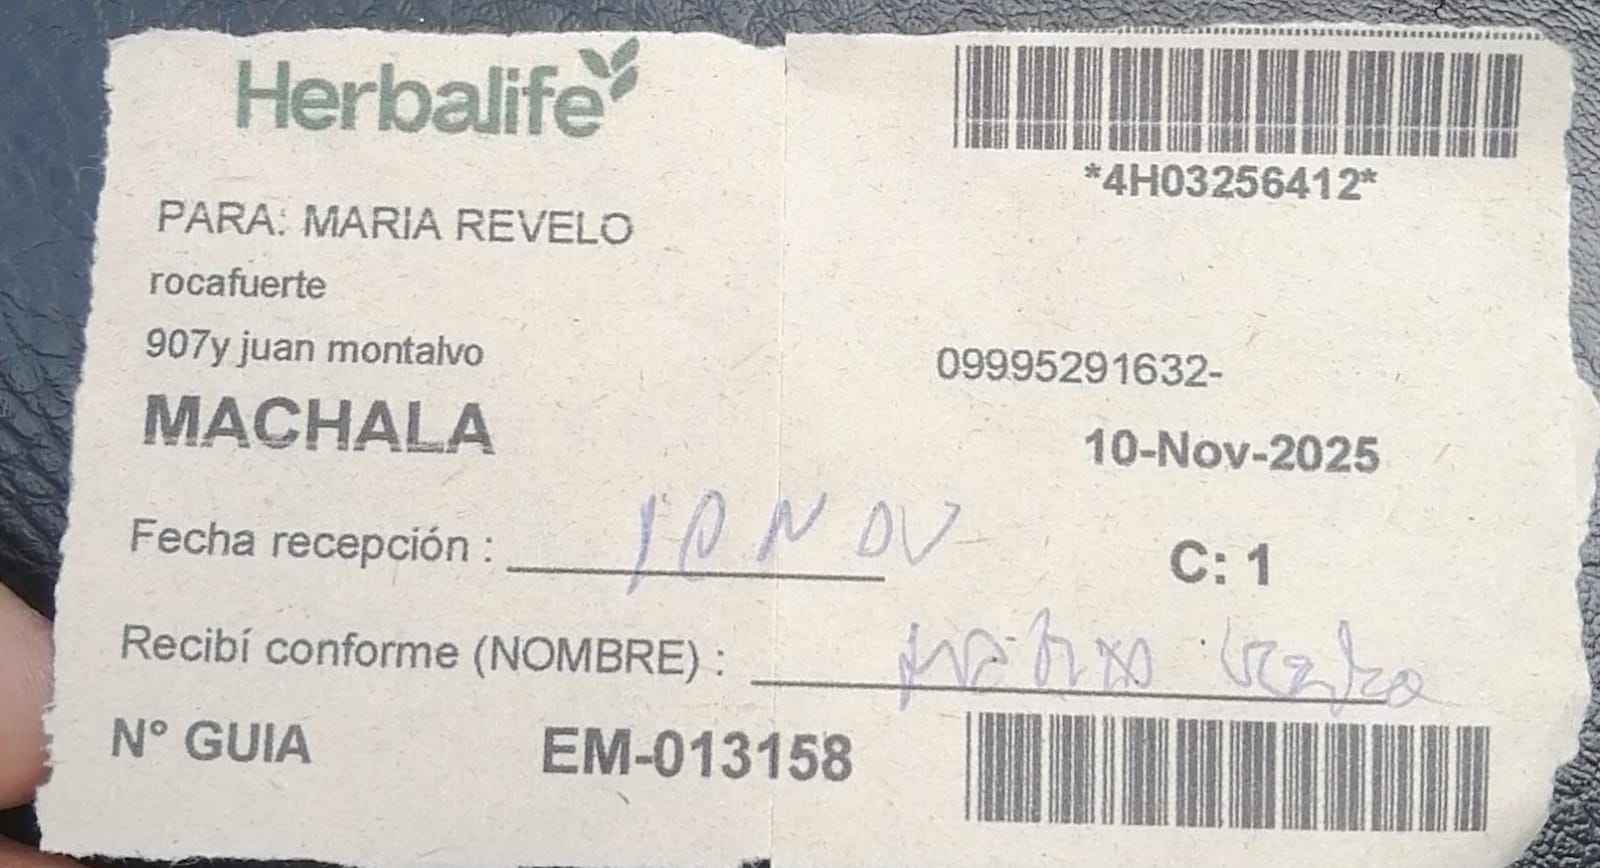 Herbalife
*4H03256412*
PARA: MARIA REVELO
rocafuerte
907y juan montalvo
09995291632-
MACHALA
10-Nov-2025
Fecha recepción : 10 NOV
C: 1
Recibí conforme (NOMBRE) :
N° GUIA EM-013158